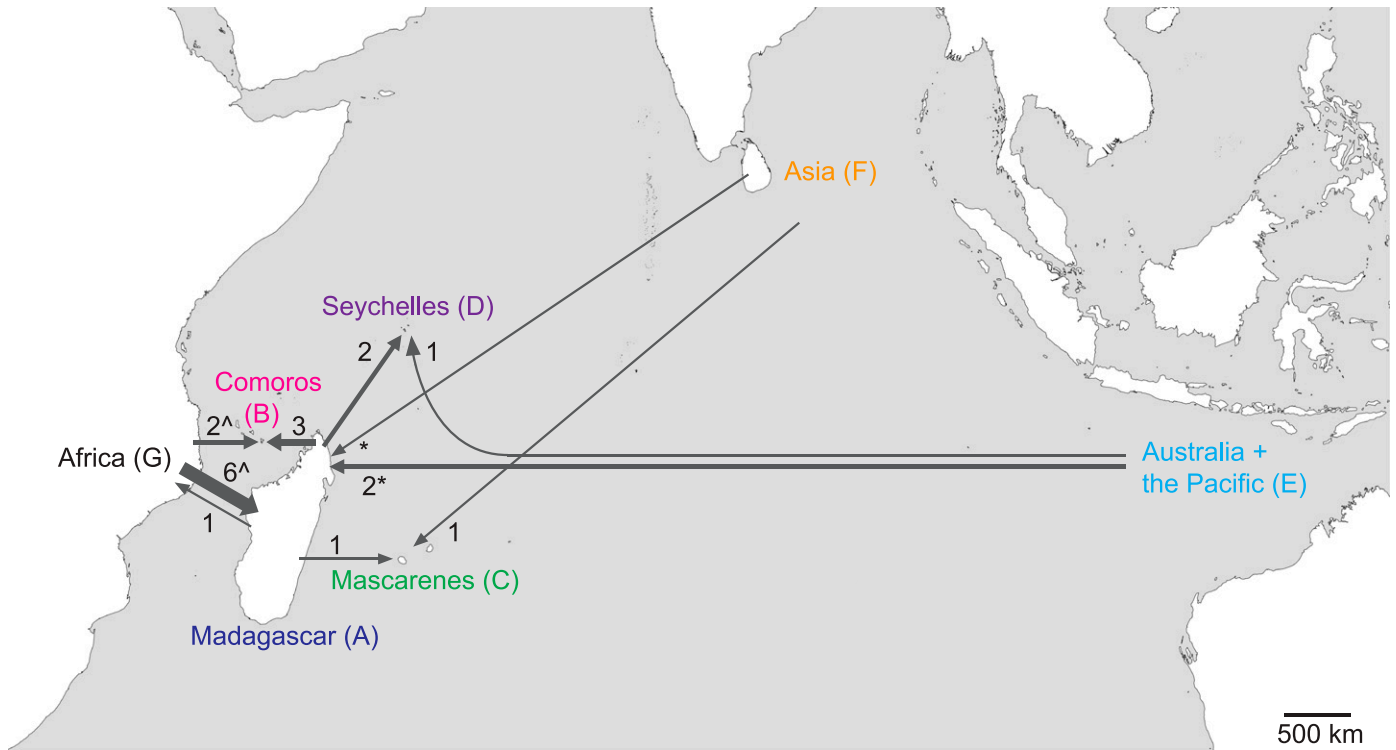 Asia (F)
Seychelles (D)
2
1
Comoros
(B)
2^
3
*
Africa (G)
6^
2*
Australia +
the Pacific (E)
1
1
1
Mascarenes (C)
Madagascar (A)
500 km